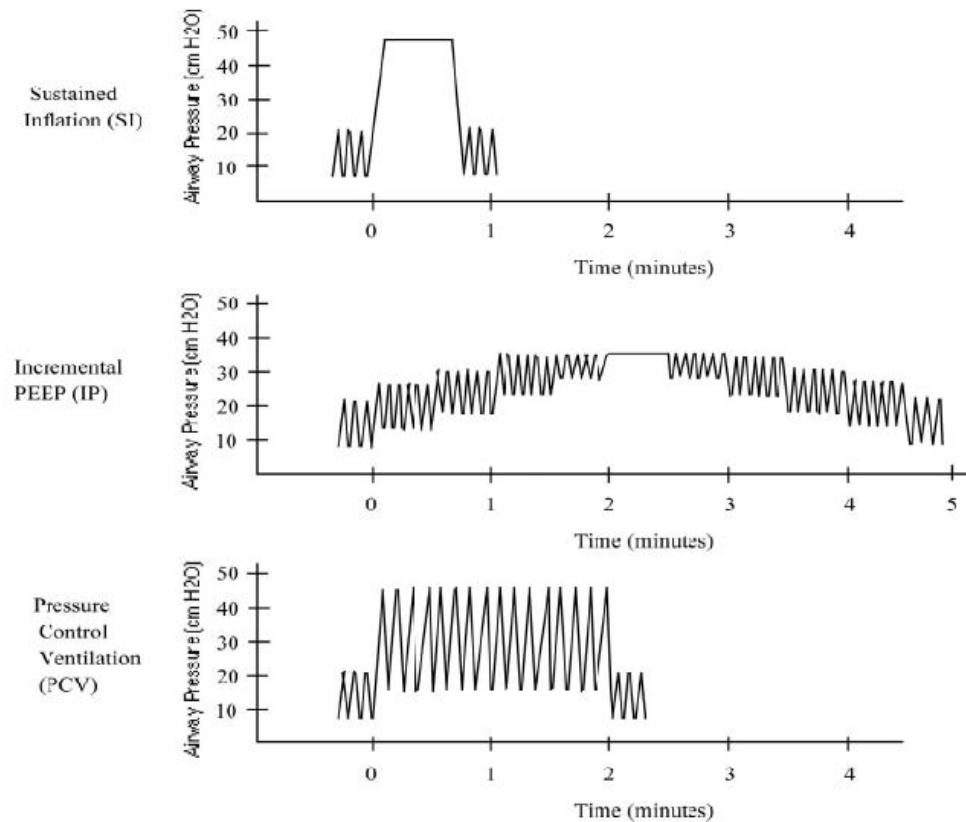 Sustained
Inflation (SI)
Airway Pressure [cm H2O)
50
40
30
20
10
0 1 2 3 4
Time (minutes)
Incremental
PEEP (IP)
Airway Pressure [cm H2O)
50
40
30
20
10
0 1 2 3 4 5
Time (minutes)
Pressure
Control
Ventilation
(PCV)
Airway Pressure [cm H2O)
50
40
30
20
10
0 1 2 3 4
Time (minutes)